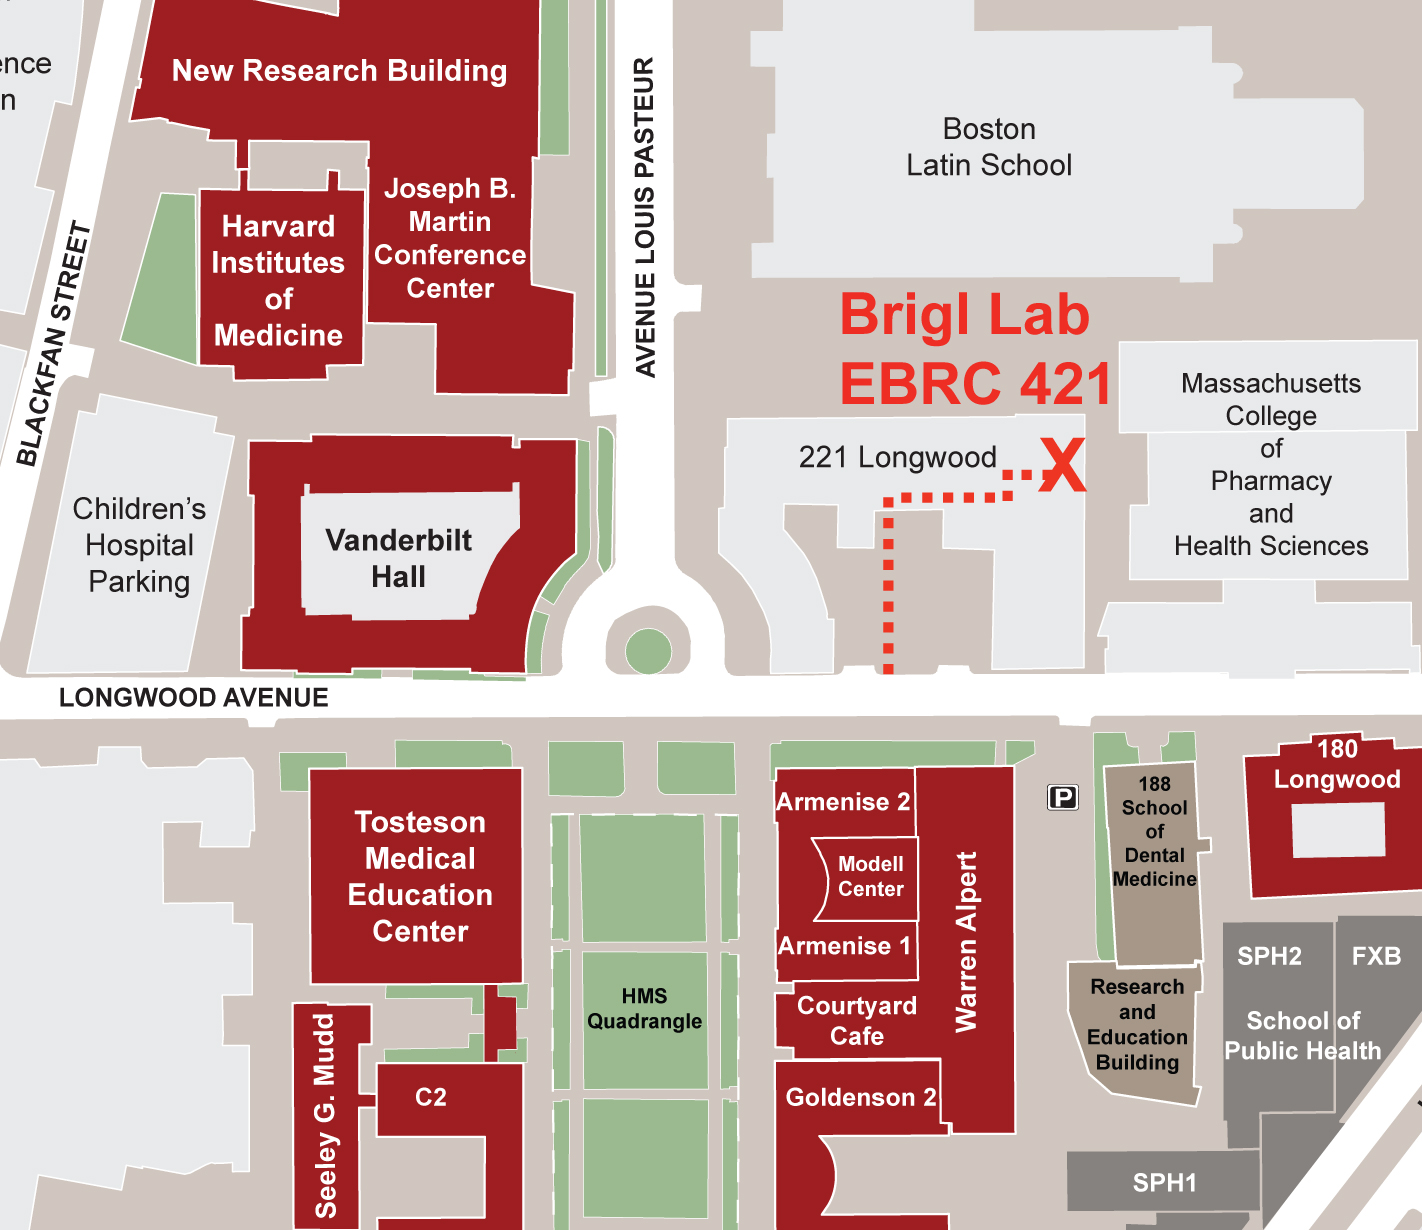 ence
n
New Research Building
Joseph B.
Martin
Conference
Center
Harvard
Institutes
of
Medicine
BLACKFAN STREET
AVENUE LOUIS PASTEUR
Boston
Latin School
Brigl Lab
EBRC 421
221 Longwood
X
Massachusetts
College
of
Pharmacy
and
Health Sciences
Children's
Hospital
Parking
Vanderbilt
Hall
LONGWOOD AVENUE
Tosteson
Medical
Education
Center
Seeley G. Mudd
C2
HMS
Quadrangle
Armenise 2
Modell
Center
Armenise 1
Courtyard
Cafe
Goldenson 2
Warren Alpert
P
188
School
of
Dental
Medicine
180
Longwood
Research
and
Education
Building
SPH2
FXB
School of
Public Health
SPH1